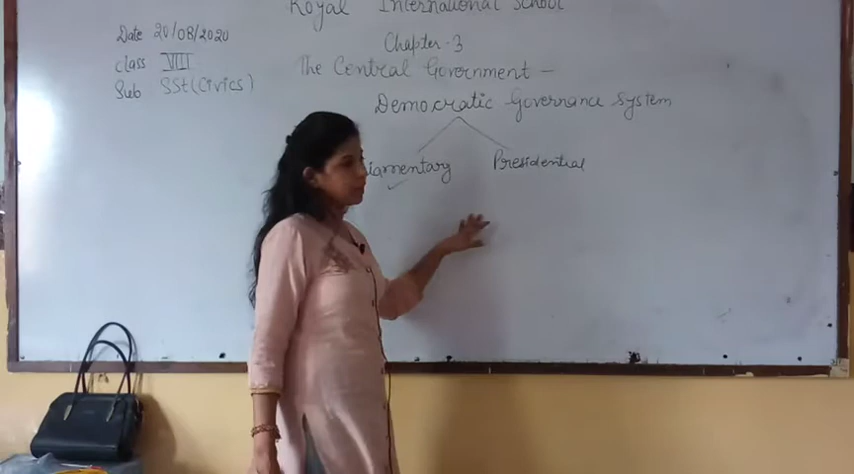 Royal International School
Date 20/08/2020
Chapter-3
Class VIII
The Central Government —
Sub SSt (Civics)
Democratic Governance System
Presidential